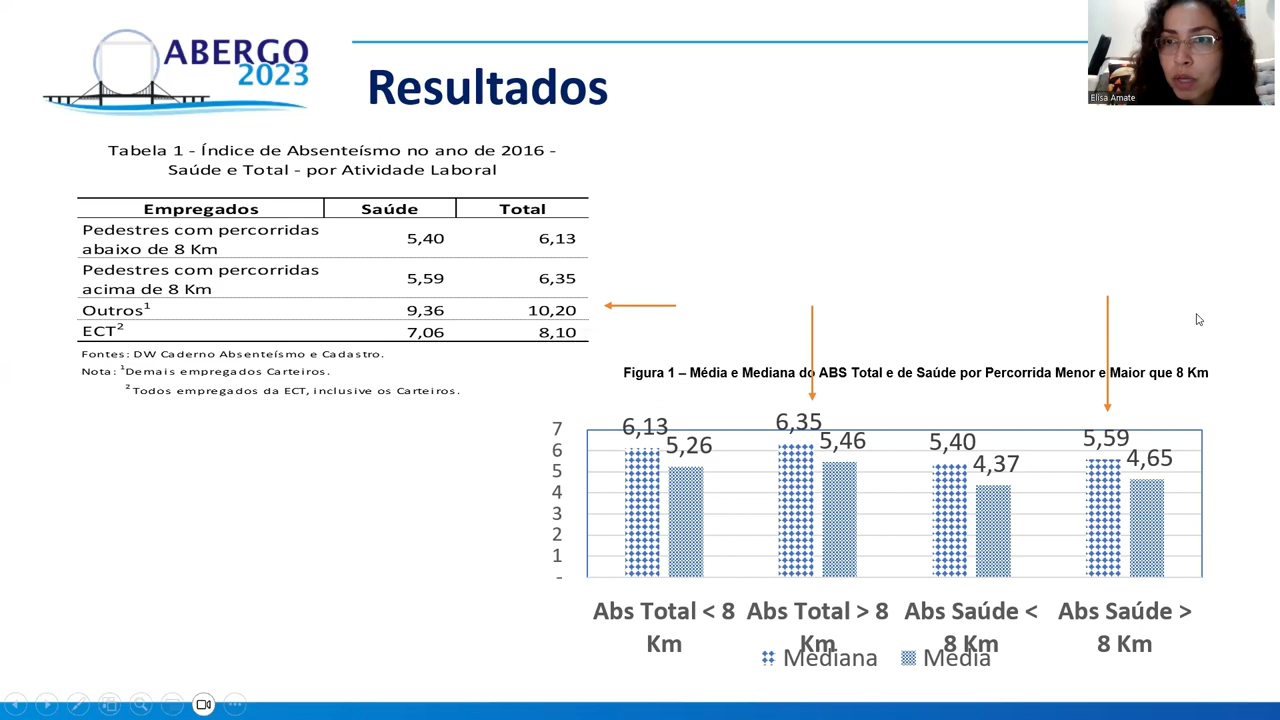 ABERGO
2023
Resultados
Elisa Amate
Tabela 1 - Índice de Absenteísmo no ano de 2016 -
Saúde e Total - por Atividade Laboral
Empregados Saúde Total
Pedestres com percorridas
abaixo de 8 Km 5,40 6,13
Pedestres com percorridas
acima de 8 Km 5,59 6,35
Outros¹ 9,36 10,20
ECT² 7,06 8,10
Fontes: DW Caderno Absenteísmo e Cadastro.
Nota: ¹Demais empregados Carteiros.
²Todos empregados da ECT, inclusive os Carteiros.
Figura 1 – Média e Mediana do ABS Total e de Saúde por Percorrida Menor e Maior que 8 Km
7
6
5
4
3
2
1
-
6,13 5,26 6,35 5,46 5,40 4,37 5,59 4,65
Abs Total < 8 Km
Abs Total > 8 Km
Abs Saúde < 8 Km
Abs Saúde > 8 Km
Mediana Média